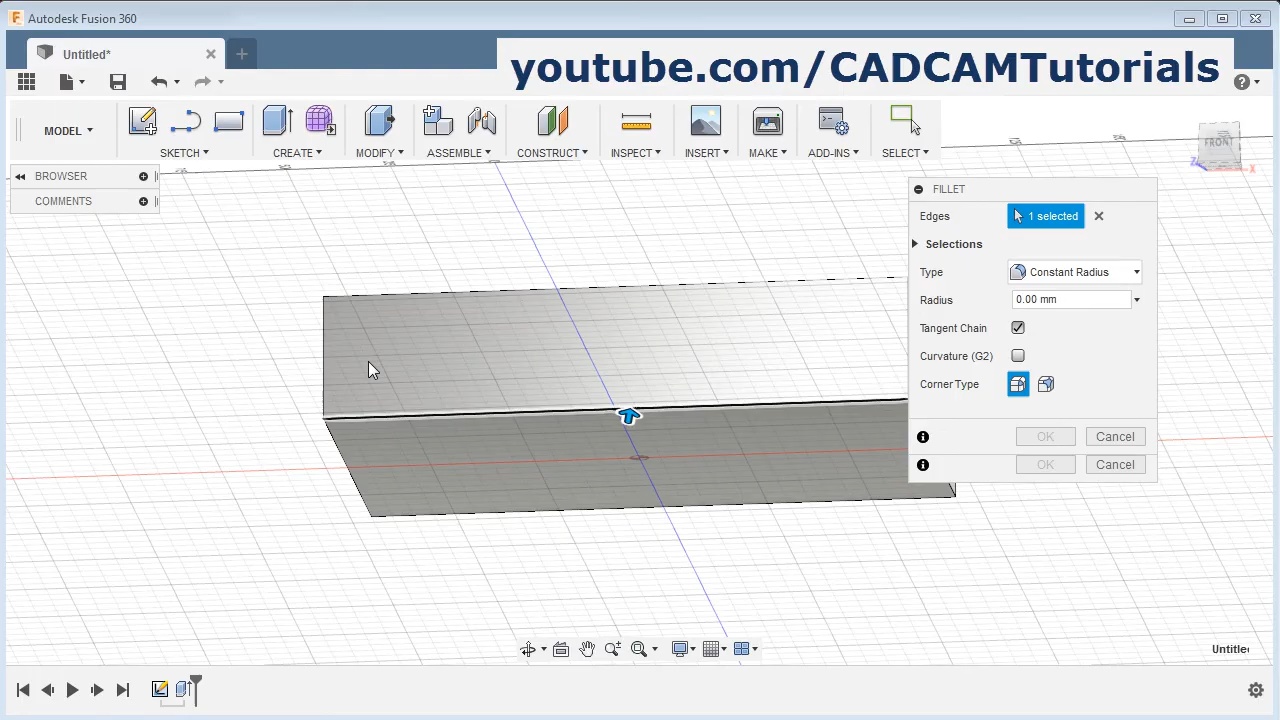 Autodesk Fusion 360
Untitled*
youtube.com/CADCAMTutorials
MODEL
SKETCH
CREATE
MODIFY
ASSEMBLE
CONSTRUCT
INSPECT
INSERT
MAKE
ADD-INS
SELECT
BROWSER
COMMENTS
FRONT
Z
X
FILLET
Edges
1 selected
Selections
Type
Constant Radius
Radius
0.00 mm
Tangent Chain
Curvature (G2)
Corner Type
OK
Cancel
OK
Cancel